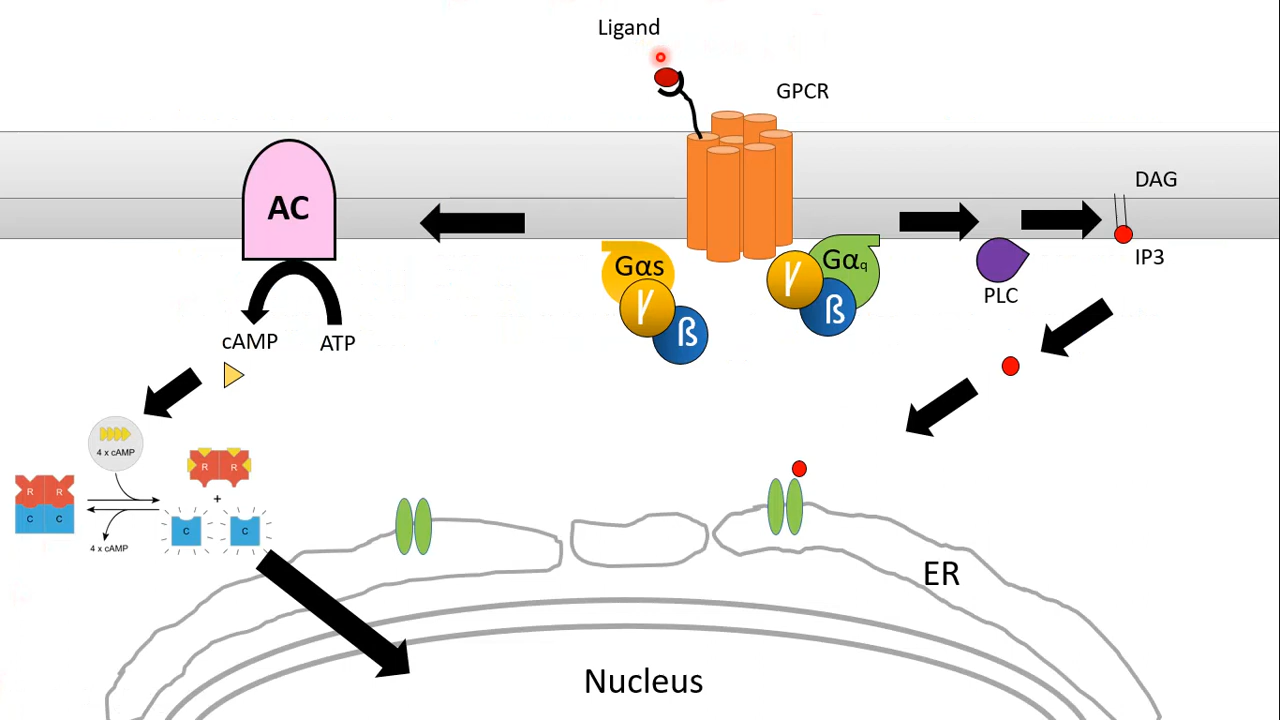 Ligand
GPCR
DAG
AC
Gαs
γ
ß
γ
Gαq
ß
PLC
IP3
cAMP
ATP
4 x cAMP
R R
C C
4 x cAMP
R R
+
C C
ER
Nucleus